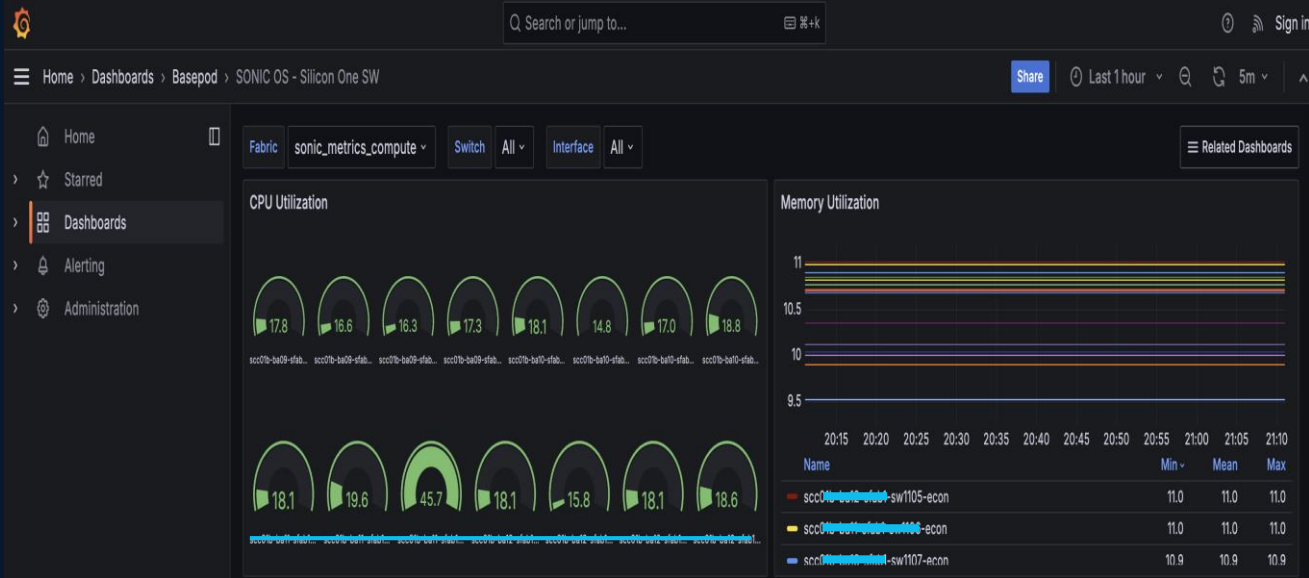 Search or jump to... ⌘+k Sign in
Home › Dashboards › Basepod › SONIC OS - Silicon One SW Share Last 1 hour 5m
Home
Starred
Dashboards
Alerting
Administration
Fabric sonic_metrics_compute Switch All Interface All Related Dashboards
CPU Utilization
17.8 16.6 16.3 17.3 18.1 14.8 17.0 18.8
scc01b-ba09-sfab... scc01b-ba09-sfab... scc01b-ba09-sfab... scc01b-ba09-sfab... scc01b-ba10-sfab... scc01b-ba10-sfab... scc01b-ba10-sfab... scc01b-ba10-sfab...
18.1 19.6 45.7 18.1 15.8 18.1 18.6
Memory Utilization
11
10.5
10
9.5
20:15 20:20 20:25 20:30 20:35 20:40 20:45 20:50 20:55 21:00 21:05 21:10
Name Min Mean Max
-sw1105-econ 11.0 11.0 11.0
-econ 11.0 11.0 11.0
-sw1107-econ 10.9 10.9 10.9